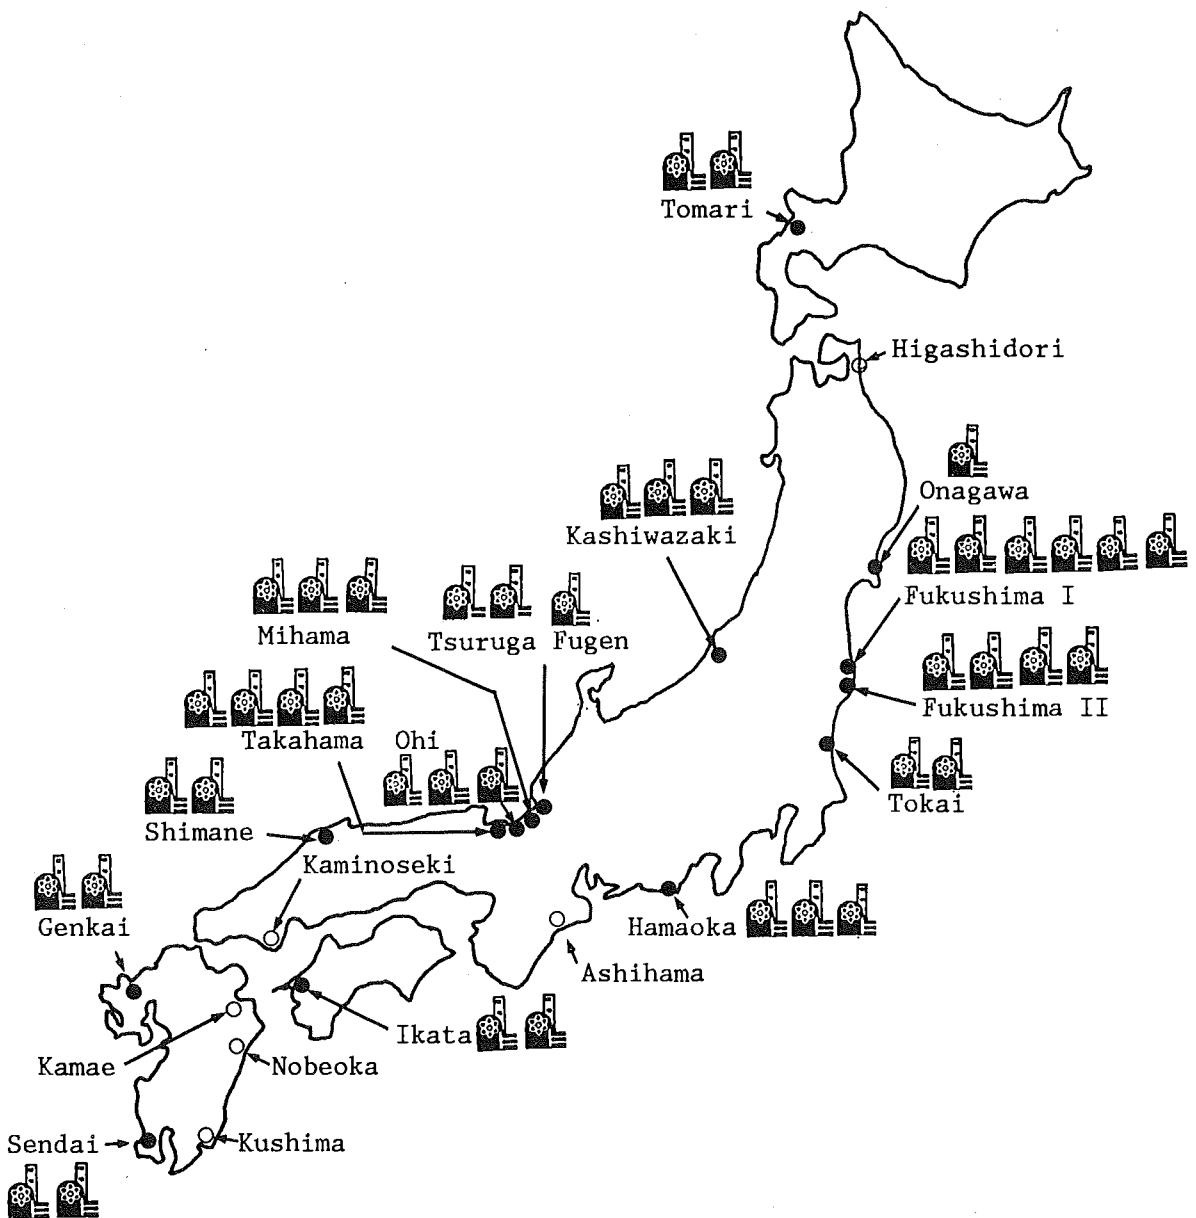 Tomari
Higashidori
Onagawa
Kashiwazaki
Fukushima I
Mihama
Tsuruga Fugen
Fukushima II
Takahama
Ohi
Tokai
Shimane
Kaminoseki
Genkai
Hamaoka
Ashihama
Ikata
Kamae
Nobeoka
Sendai
Kushima